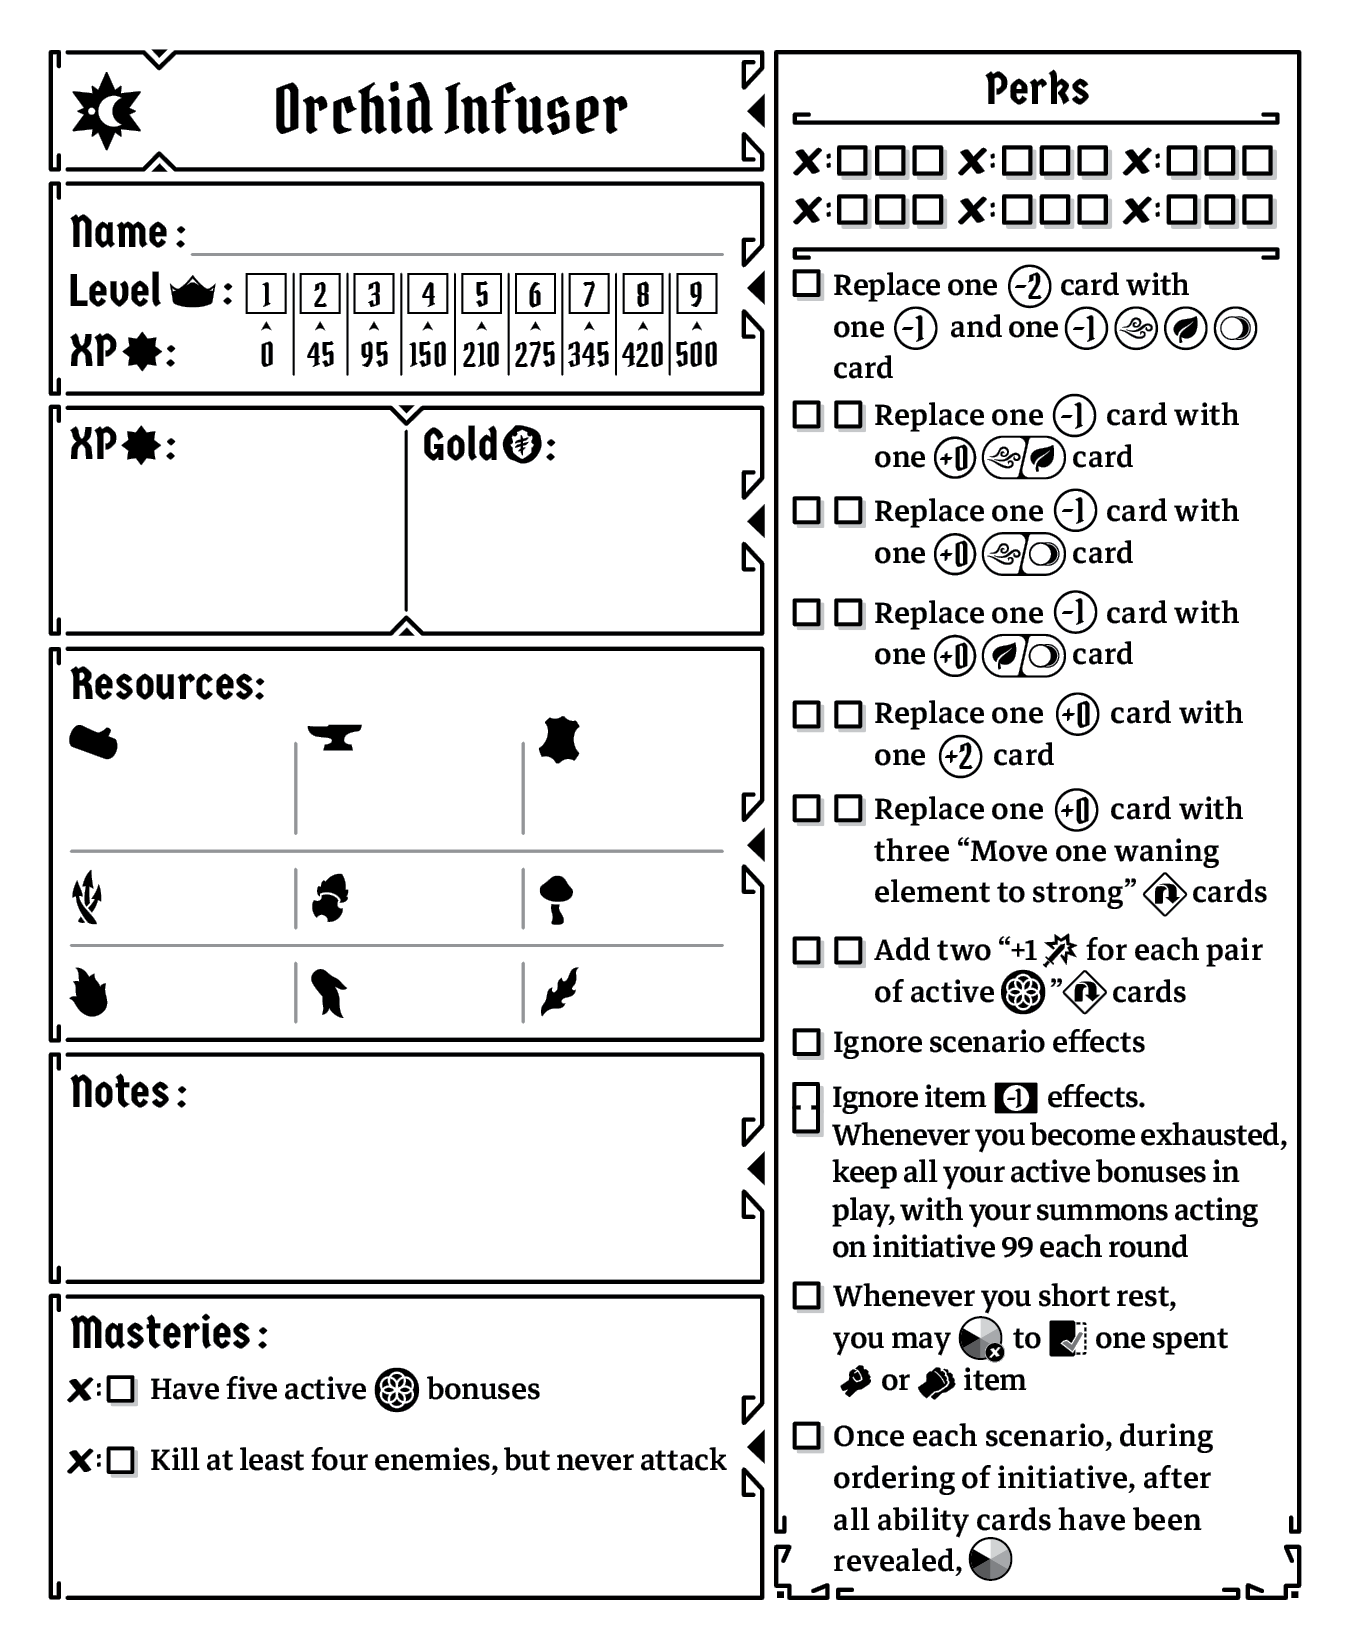 Orchid Infuser
Name:
Level : 1 2 3 4 5 6 7 8 9
XP : 0 45 95 150 210 275 345 420 500
XP :
Gold :
Resources:
Notes:
Masteries:
: Have five active bonuses
: Kill at least four enemies, but never attack
Perks
: : :
: : :
Replace one -2 card with
one -1 and one -1
card
Replace one -1 card with
one +0 card
Replace one -1 card with
one +0 card
Replace one -1 card with
one +0 card
Replace one +0 card with
one +2 card
Replace one +0 card with
three “Move one waning
element to strong” cards
Add two “+1 for each pair
of active ” cards
Ignore scenario effects
Ignore item -1 effects.
Whenever you become exhausted,
keep all your active bonuses in
play, with your summons acting
on initiative 99 each round
Whenever you short rest,
you may to one spent
or item
Once each scenario, during
ordering of initiative, after
all ability cards have been
revealed,